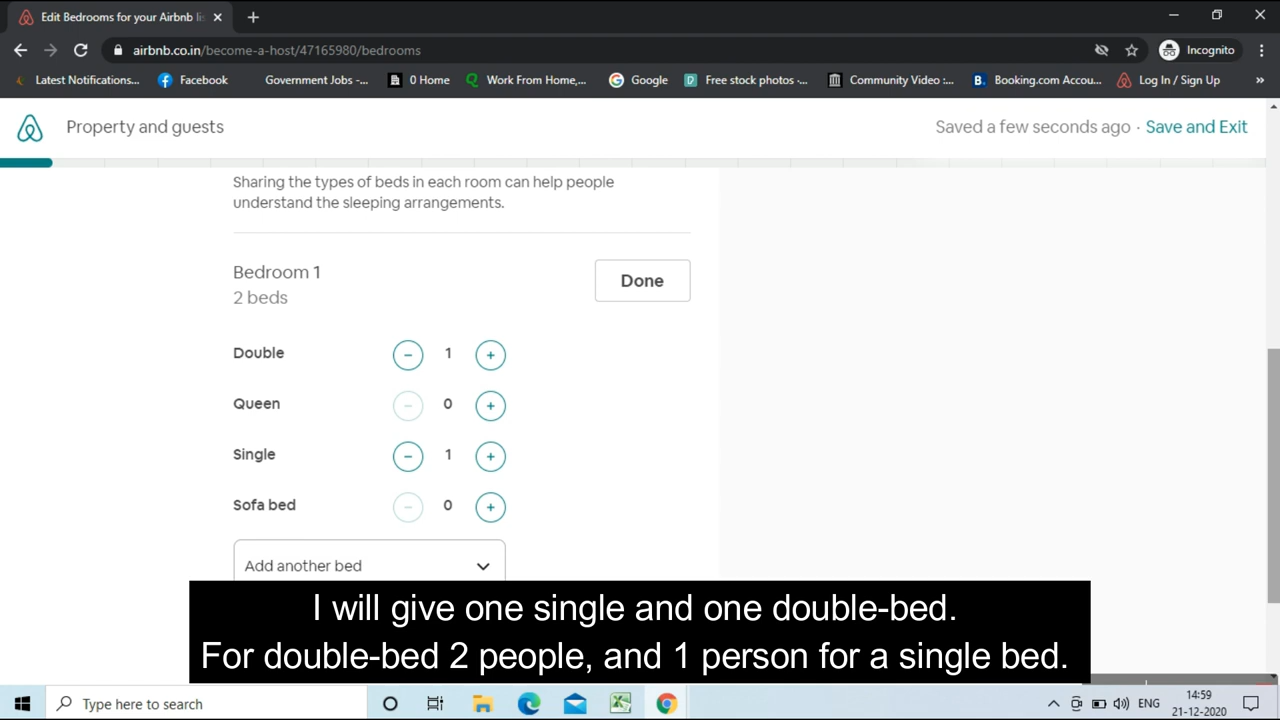 Edit Bedrooms for your Airbnb lis
airbnb.co.in/become-a-host/47165980/bedrooms
Incognito
Latest Notifications...
Facebook
Government Jobs -...
0 Home
Work From Home,...
Google
Free stock photos -...
Community Video :...
Booking.com Accou...
Log In / Sign Up
»
Property and guests
Saved a few seconds ago · Save and Exit
Sharing the types of beds in each room can help people
understand the sleeping arrangements.
Bedroom 1
2 beds
Done
Double − 1 +
Queen − 0 +
Single − 1 +
Sofa bed − 0 +
Add another bed
I will give one single and one double-bed.
For double-bed 2 people, and 1 person for a single bed.
Type here to search
ENG
14:59
21-12-2020